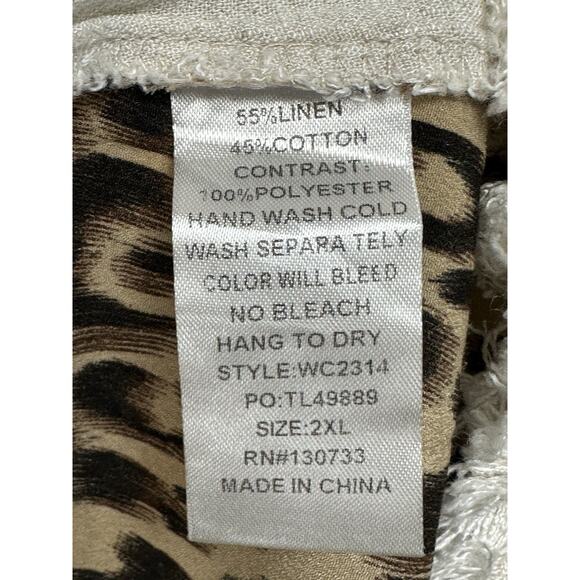 55%LINEN
45%COTTON
CONTRAST:
100%POLYESTER
HAND WASH COLD
WASH SEPARA TELY
COLOR WILL BLEED
NO BLEACH
HANG TO DRY
STYLE:WC2314
PO:TL49889
SIZE:2XL
RN#130733
MADE IN CHINA